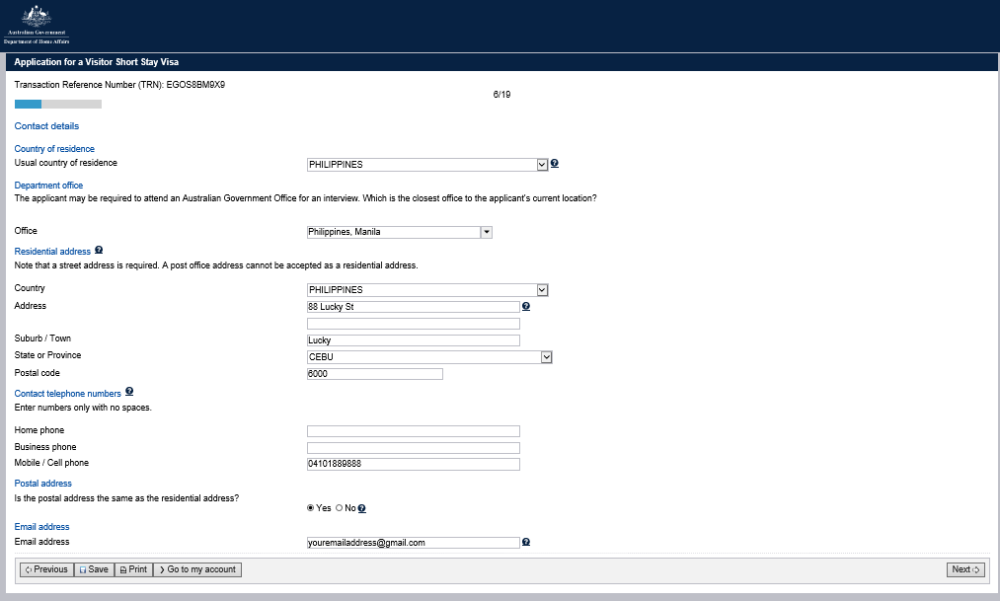 Australian Government
Department of Home Affairs
Application for a Visitor Short Stay Visa
Transaction Reference Number (TRN): EGOS8BM9X9
6/19
Contact details
Country of residence
Usual country of residence PHILIPPINES
Department office
The applicant may be required to attend an Australian Government Office for an interview. Which is the closest office to the applicant's current location?
Office Philippines, Manila
Residential address
Note that a street address is required. A post office address cannot be accepted as a residential address.
Country PHILIPPINES
Address 88 Lucky St
Suburb / Town Lucky
State or Province CEBU
Postal code 6000
Contact telephone numbers
Enter numbers only with no spaces.
Home phone
Business phone
Mobile / Cell phone 04101889888
Postal address
Is the postal address the same as the residential address?
Yes No
Email address
Email address youremailaddress@gmail.com
Previous Save Print Go to my account Next